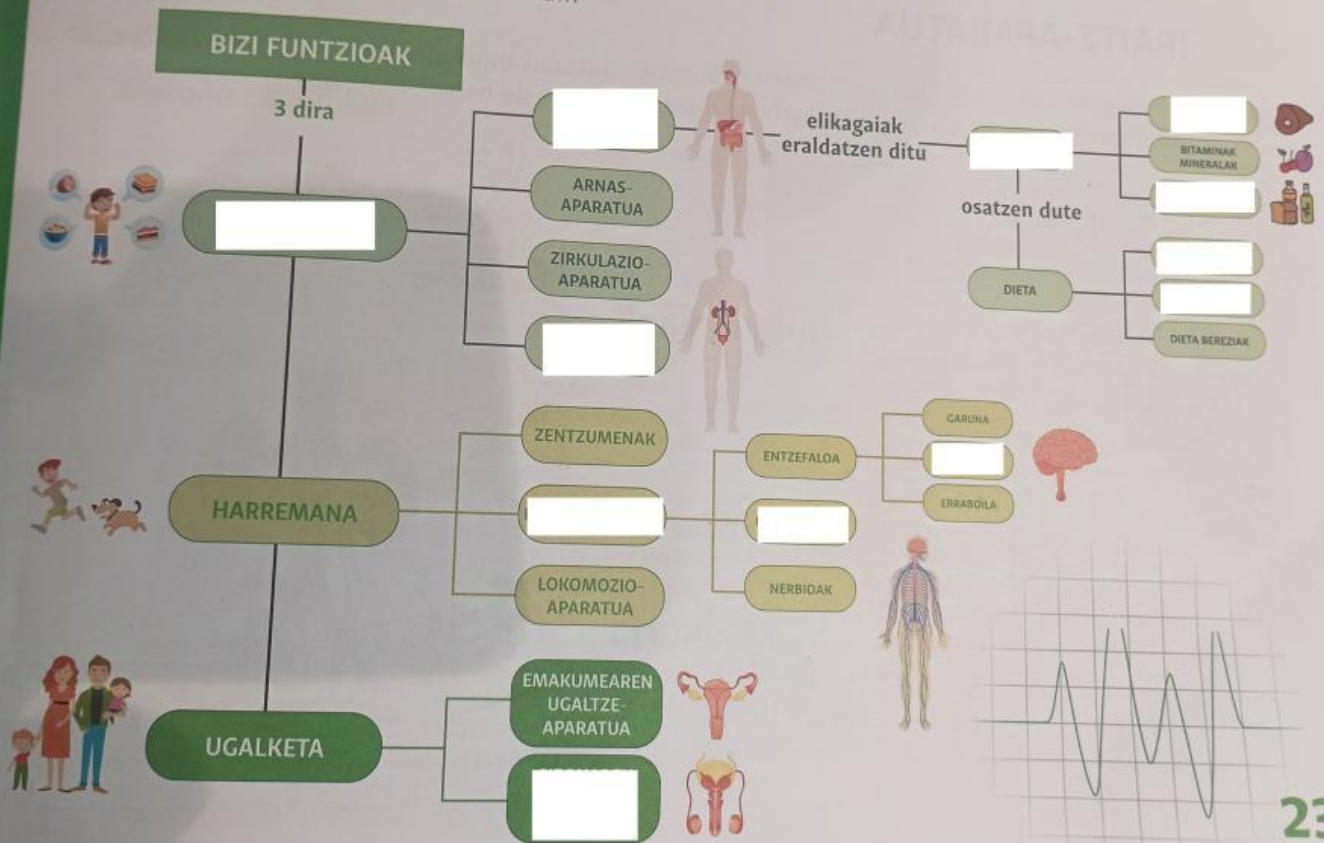 BIZI FUNTZIOAK
3 dira
ARNAS-
APARATUA
ZIRKULAZIO-
APARATUA
elikagaiak
eraldatzen ditu
BITAMINAK
MINERALAK
osatzen dute
DIETA
DIETA BEREZIAK
HARREMANA
ZENTZUMENAK
LOKOMOZIO-
APARATUA
ENTZEFALOA
NERBIOAK
GARUNA
ERRABOILA
UGALKETA
EMAKUMEAREN
UGALTZE-
APARATUA
23